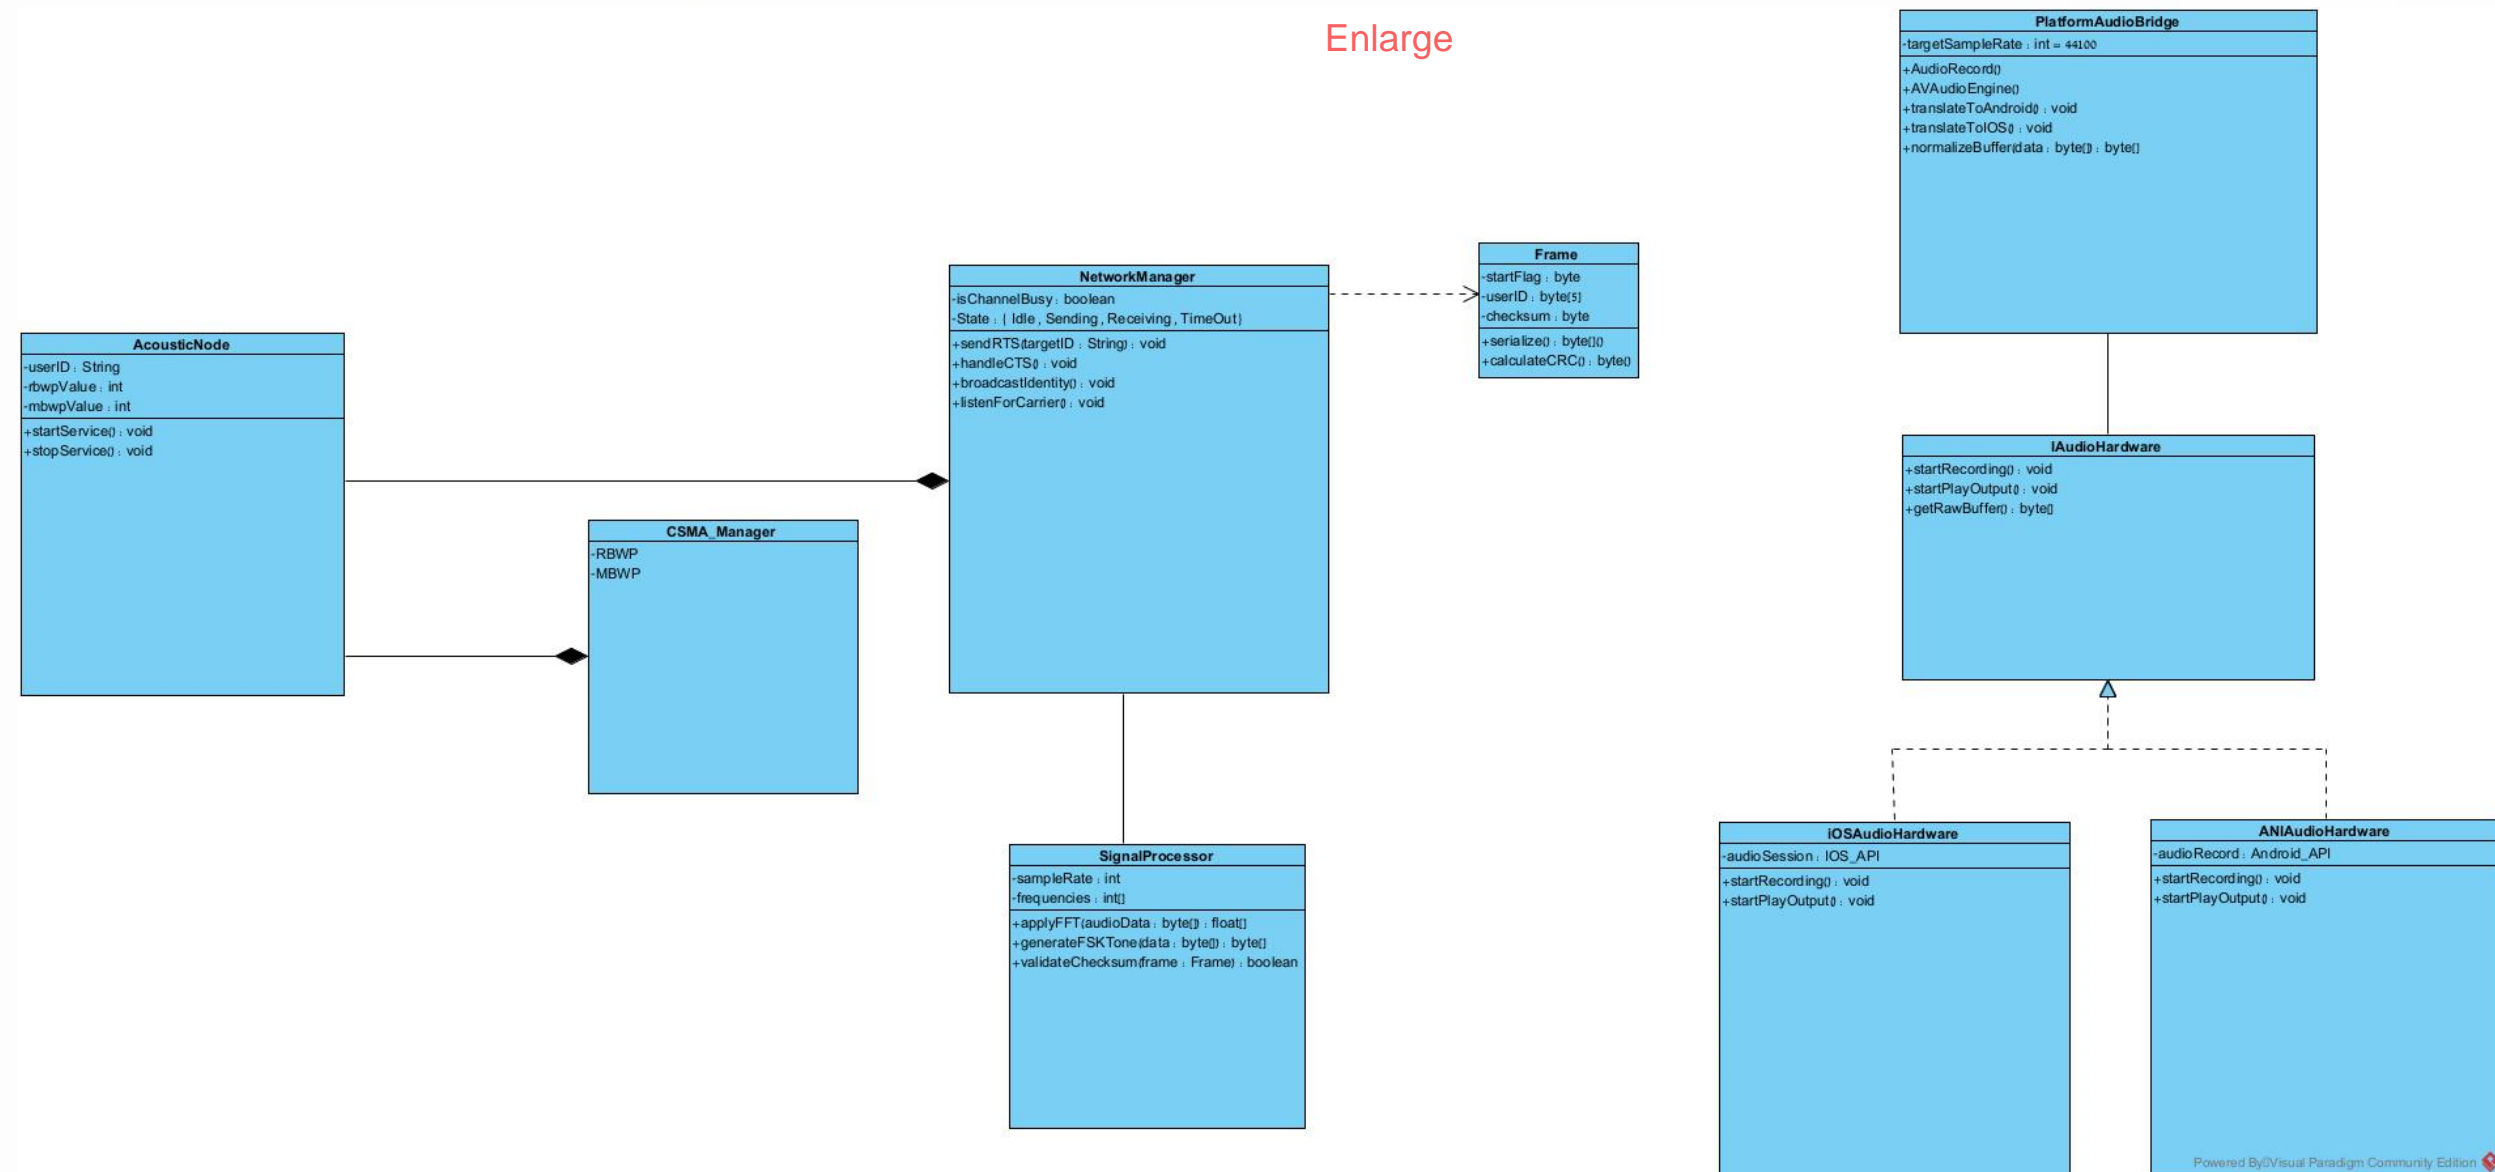 Enlarge
PlatformAudioBridge
-targetSampleRate : int = 44100
+AudioRecord()
+AVAudioEngine()
+translateToAndroid() : void
+translateToIOS() : void
+normalizeBuffer(data : byte[]) : byte[]
Frame
-startFlag : byte
-userID : byte[5]
-checksum : byte
+serialize() : byte[]()
+calculateCRC() : byte()
NetworkManager
-isChannelBusy : boolean
-State : { Idle , Sending , Receiving , TimeOut}
+sendRTS(targetID : String) : void
+handleCTS() : void
+broadcastIdentity() : void
+listenForCarrier() : void
AcousticNode
-userID : String
-rbwpValue : int
-mbwpValue : int
+startService() : void
+stopService() : void
IAudioHardware
+startRecording() : void
+startPlayOutput() : void
+getRawBuffer() : byte[]
CSMA_Manager
-RBWP
-MBWP
SignalProcessor
-sampleRate : int
-frequencies : int[]
+applyFFT(audioData : byte[]) : float[]
+generateFSKTone(data : byte[]) : byte[]
+validateChecksum(frame : Frame) : boolean
iOSAudioHardware
-audioSession : IOS_API
+startRecording() : void
+startPlayOutput() : void
ANIAudioHardware
-audioRecord : Android_API
+startRecording() : void
+startPlayOutput() : void
Powered By Visual Paradigm Community Edition